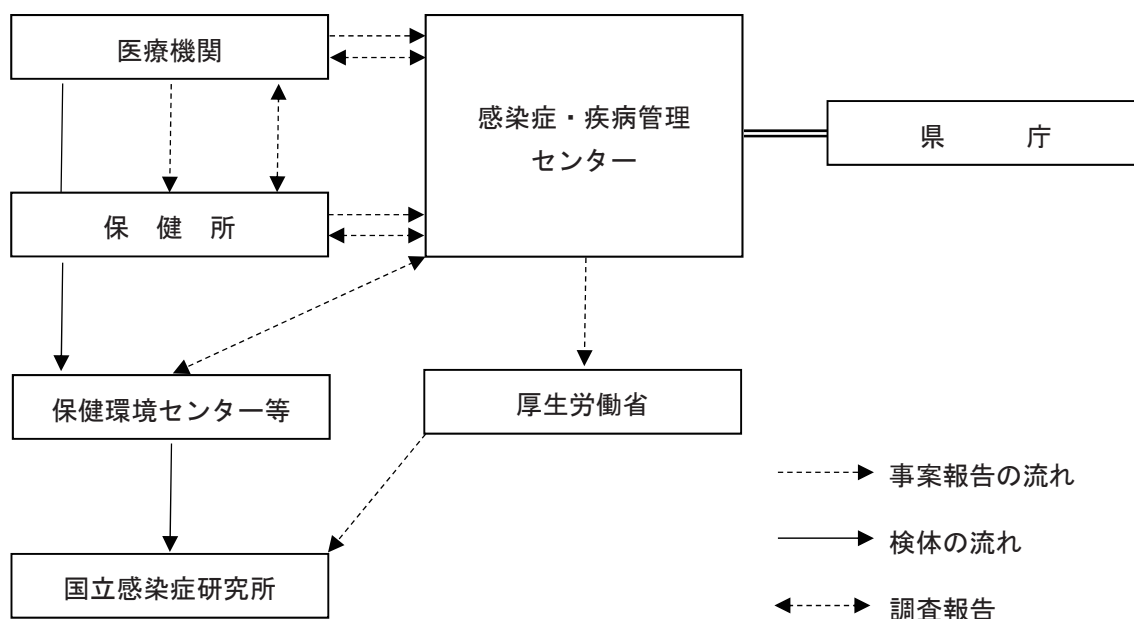 医療機関
感染症・疾病管理
センター
県　　庁
保　健　所
保健環境センター等
厚生労働省
国立感染症研究所
事案報告の流れ
検体の流れ
調査報告